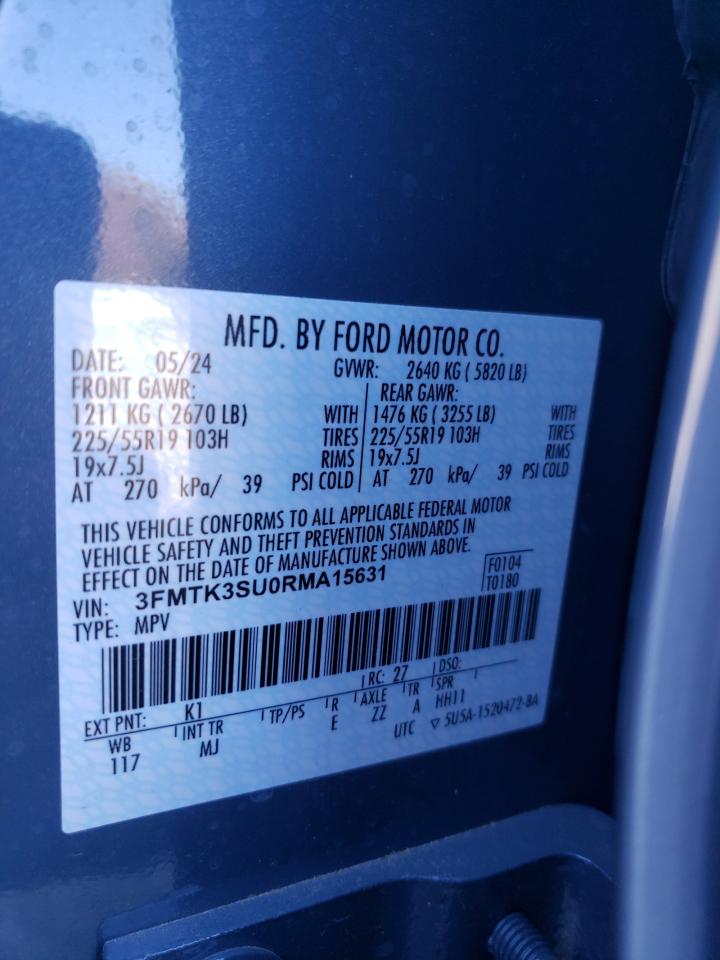 MFD. BY FORD MOTOR CO.
DATE: 05/24 GVWR: 2640 KG ( 5820 LB)
FRONT GAWR: REAR GAWR:
1211 KG ( 2670 LB) WITH 1476 KG ( 3255 LB) WITH
225/55R19 103H TIRES 225/55R19 103H TIRES
19x7.5J RIMS 19x7.5J RIMS
AT 270 kPa/ 39 PSI COLD AT 270 kPa/ 39 PSI COLD
THIS VEHICLE CONFORMS TO ALL APPLICABLE FEDERAL MOTOR
VEHICLE SAFETY AND THEFT PREVENTION STANDARDS IN
EFFECT ON THE DATE OF MANUFACTURE SHOWN ABOVE.
F0104
VIN: 3FMTK3SU0RMA15631 T0180
TYPE: MPV
RC: 27 DSO:
EXT PNT: K1
WB INT TR TP/PS R AXLE TR SPR
117 MJ E ZZ A HH11
UTC ▽ 5U5A-1520472-BA